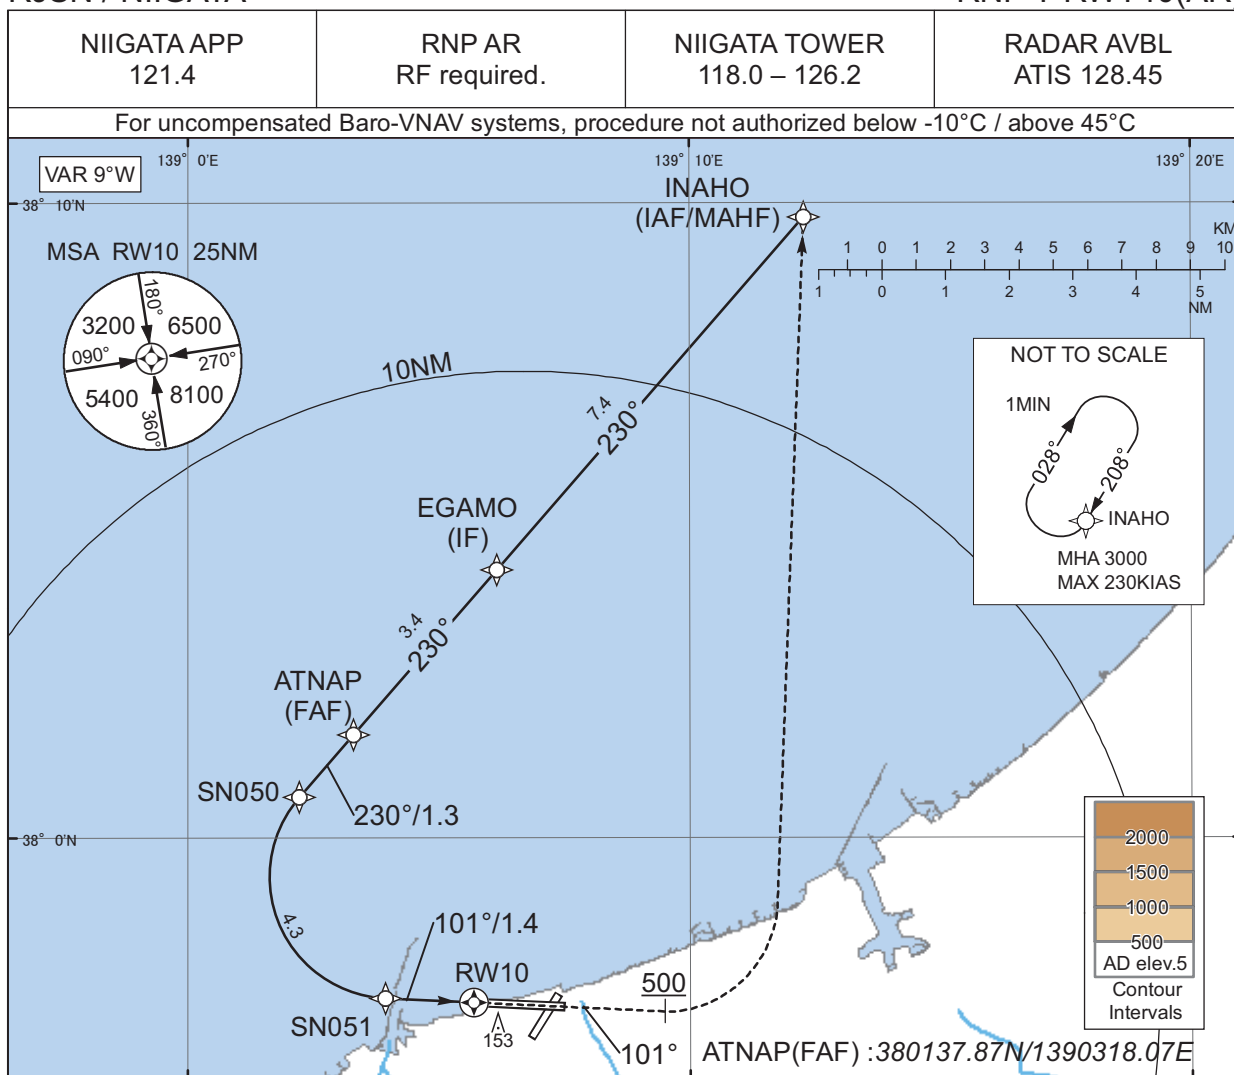 RJSN / NIIGATA
NIIGATA APP
121.4
RNP AR
RF required.
NIIGATA TOWER
118.0 – 126.2
RADAR AVBL
ATIS 128.45
For uncompensated Baro-VNAV systems, procedure not authorized below -10°C / above 45°C
139° 0'E
139° 10'E
139° 20'E
VAR 9°W
38° 10'N
INAHO
(IAF/MAHF)
KM
1 0 1 2 3 4 5 6 7 8 9 10
1 0 1 2 3 4 5
NM
MSA RW10 25NM
180°
3200
6500
090°
270°
5400
8100
360°
10NM
NOT TO SCALE
1MIN
028°
208°
INAHO
MHA 3000
MAX 230KIAS
7.4
230°
EGAMO
(IF)
3.4
230°
ATNAP
(FAF)
SN050
230°/1.3
38° 0'N
4.3
101°/1.4
RW10
SN051
153
500
101°
2000
1500
1000
500
AD elev.5
Contour
Intervals
ATNAP(FAF) :380137.87N/1390318.07E